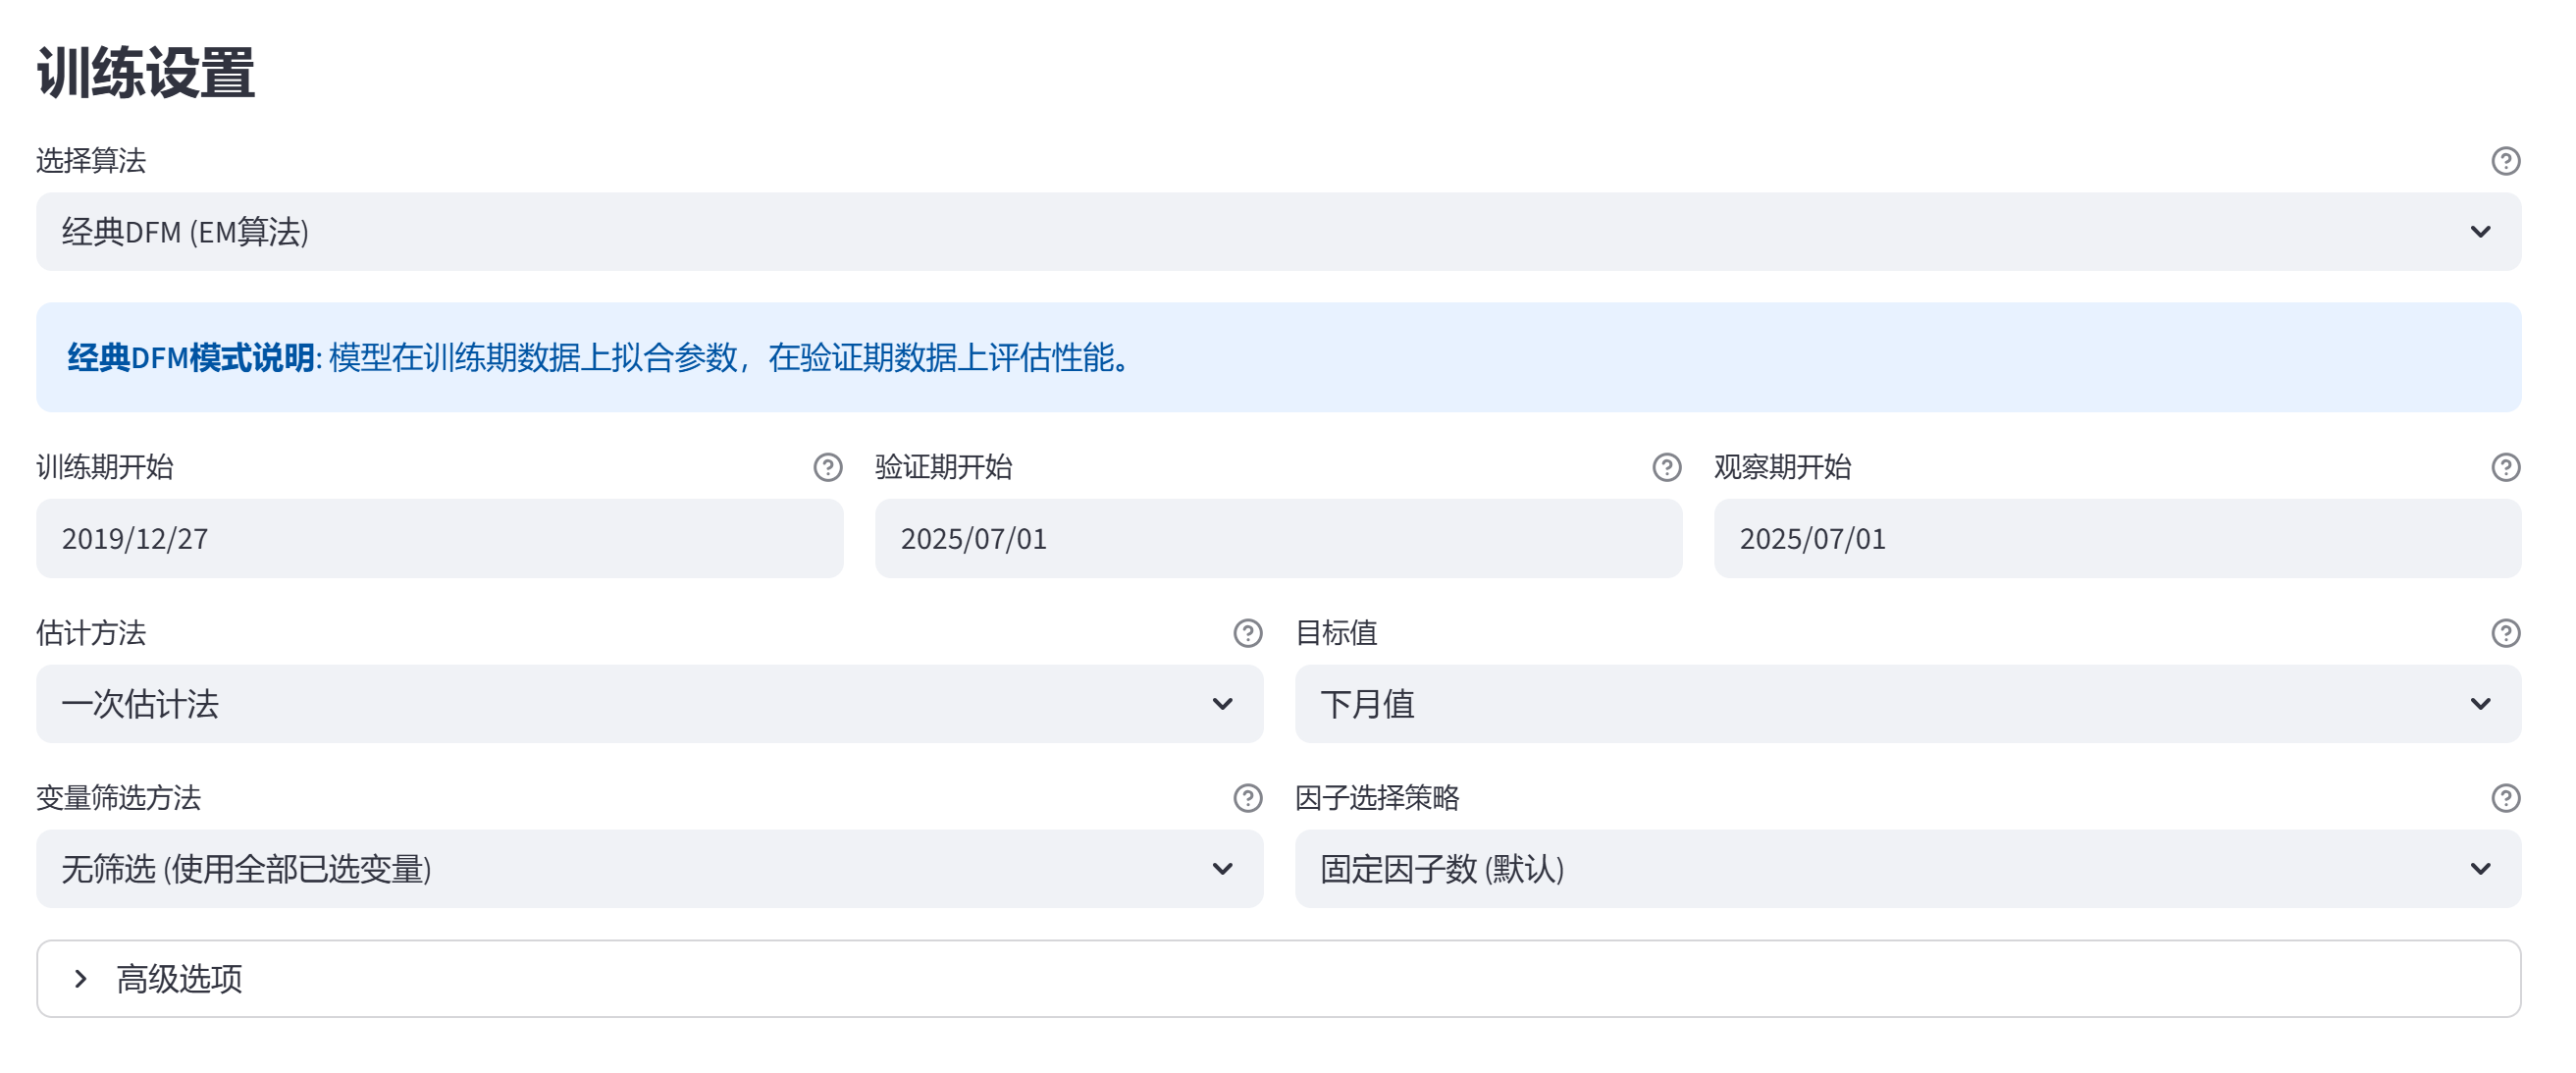 训练设置
选择算法
经典DFM (EM算法)
经典DFM模式说明: 模型在训练期数据上拟合参数，在验证期数据上评估性能。
训练期开始 验证期开始 观察期开始
2019/12/27 2025/07/01 2025/07/01
估计方法 目标值
一次估计法 下月值
变量筛选方法 因子选择策略
无筛选 (使用全部已选变量) 固定因子数 (默认)
高级选项